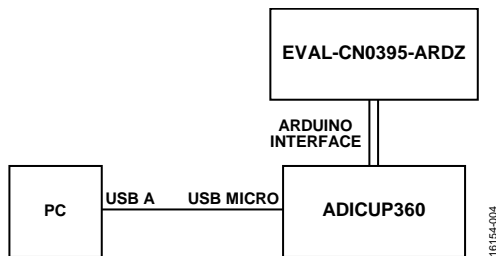 EVAL-CN0395-ARDZ
ARDUINO
INTERFACE
PC
USB A
USB MICRO
ADICUP360
16154-004